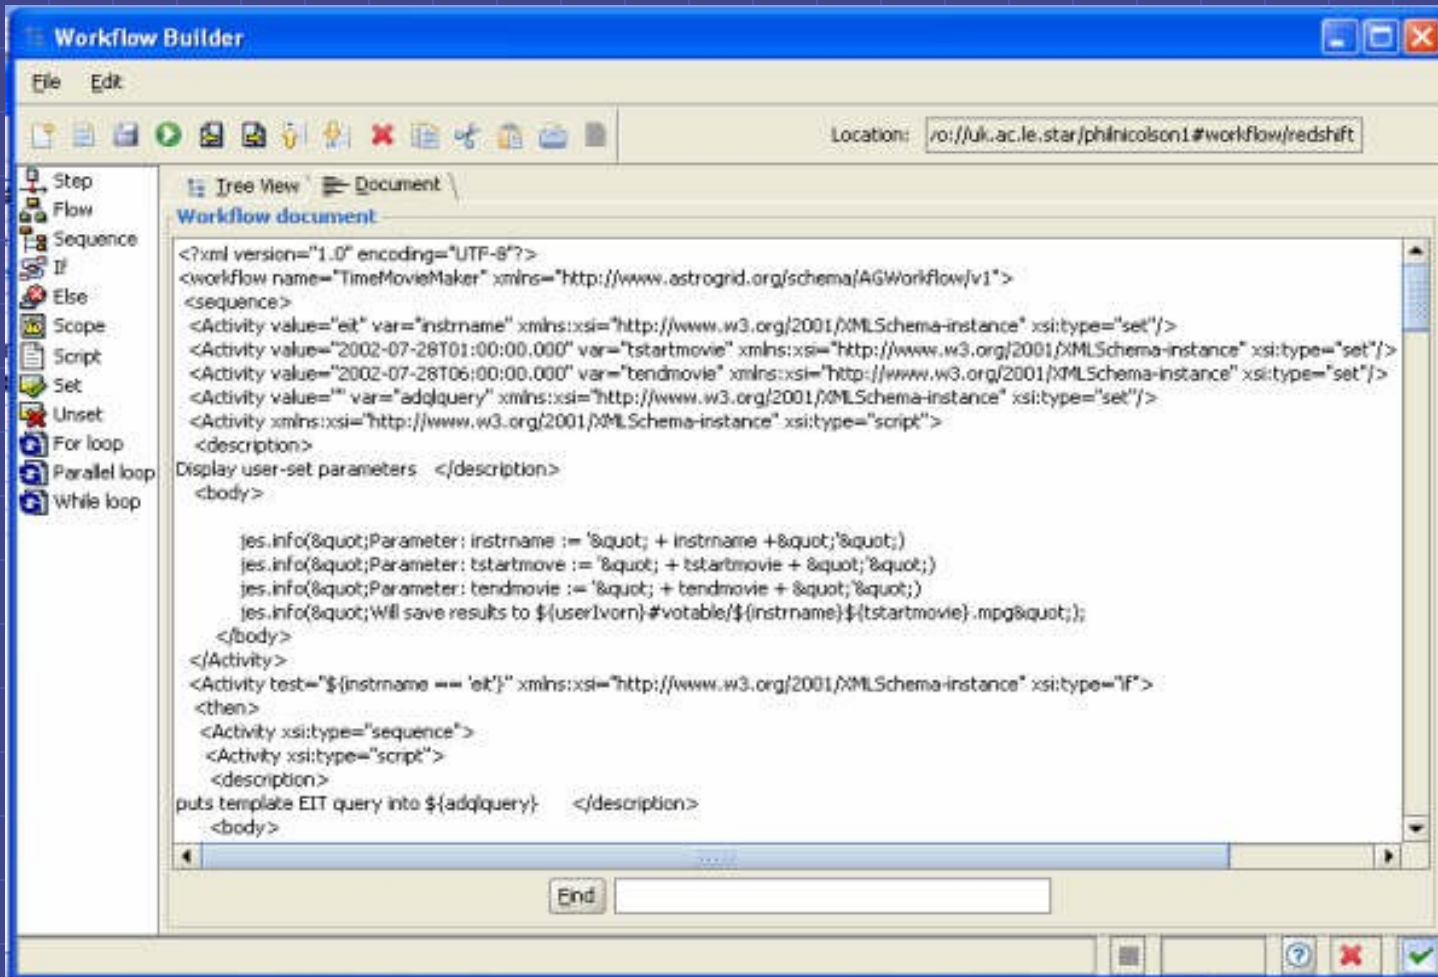 Workflow Builder
File Edit
Location: vo://uk.ac.le.star/philnicolson1#workflow/redshift
Step
Flow
Sequence
If
Else
Scope
Script
Set
Unset
For loop
Parallel loop
While loop
Tree View Document
Workflow document
<?xml version="1.0" encoding="UTF-8"?>
<workflow name="TimeMovieMaker" xmlns="http://www.astrogrid.org/schema/AGWorkflow/v1">
<sequence>
<Activity value="eit" var="instrname" xmlns:xsi="http://www.w3.org/2001/XMLSchema-instance" xsi:type="set"/>
<Activity value="2002-07-28T01:00:00.000" var="tstartmovie" xmlns:xsi="http://www.w3.org/2001/XMLSchema-instance" xsi:type="set"/>
<Activity value="2002-07-28T06:00:00.000" var="tendmovie" xmlns:xsi="http://www.w3.org/2001/XMLSchema-instance" xsi:type="set"/>
<Activity value="" var="adqlquery" xmlns:xsi="http://www.w3.org/2001/XMLSchema-instance" xsi:type="set"/>
<Activity xmlns:xsi="http://www.w3.org/2001/XMLSchema-instance" xsi:type="script">
<description>
Display user-set parameters </description>
<body>
jes.info(&quot;Parameter: instrname := '&quot; + instrname +&quot;'&quot;)
jes.info(&quot;Parameter: tstartmove := '&quot; + tstartmovie + &quot;'&quot;)
jes.info(&quot;Parameter: tendmovie := '&quot; + tendmovie + &quot;'&quot;)
jes.info(&quot;Will save results to ${userIvorn}#votable/${instrname}${tstartmovie}.mpg&quot;);
</body>
</Activity>
<Activity test="${instrname == 'eit'}" xmlns:xsi="http://www.w3.org/2001/XMLSchema-instance" xsi:type="if">
<then>
<Activity xsi:type="sequence">
<Activity xsi:type="script">
<description>
puts template EIT query into ${adqlquery} </description>
<body>
Find